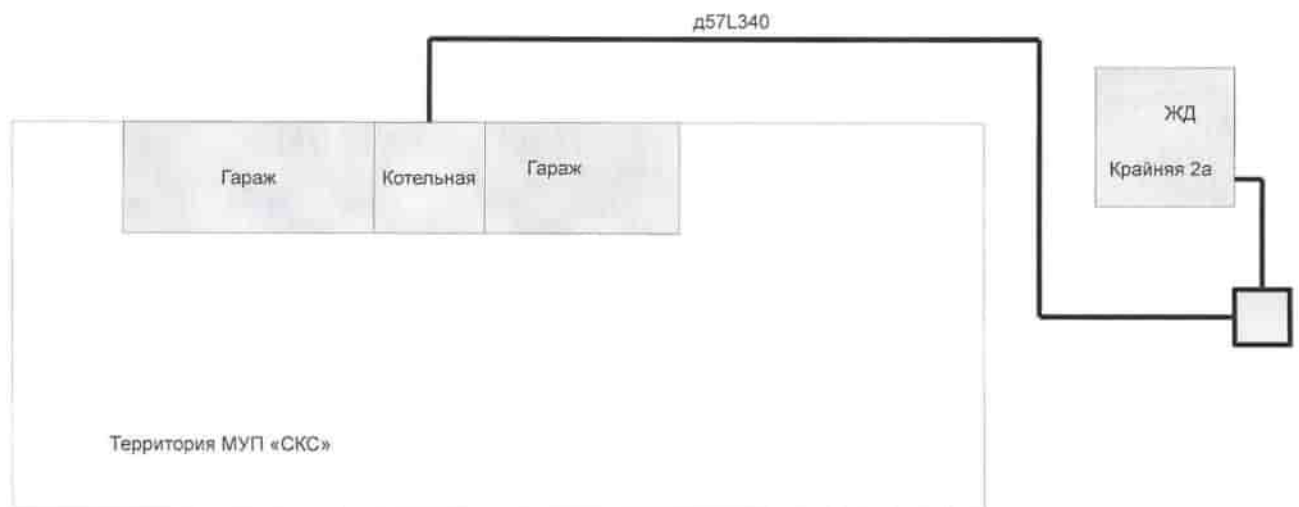 д57L340
ЖД
Крайняя 2а
Гараж
Котельная
Гараж
Территория МУП «СКС»